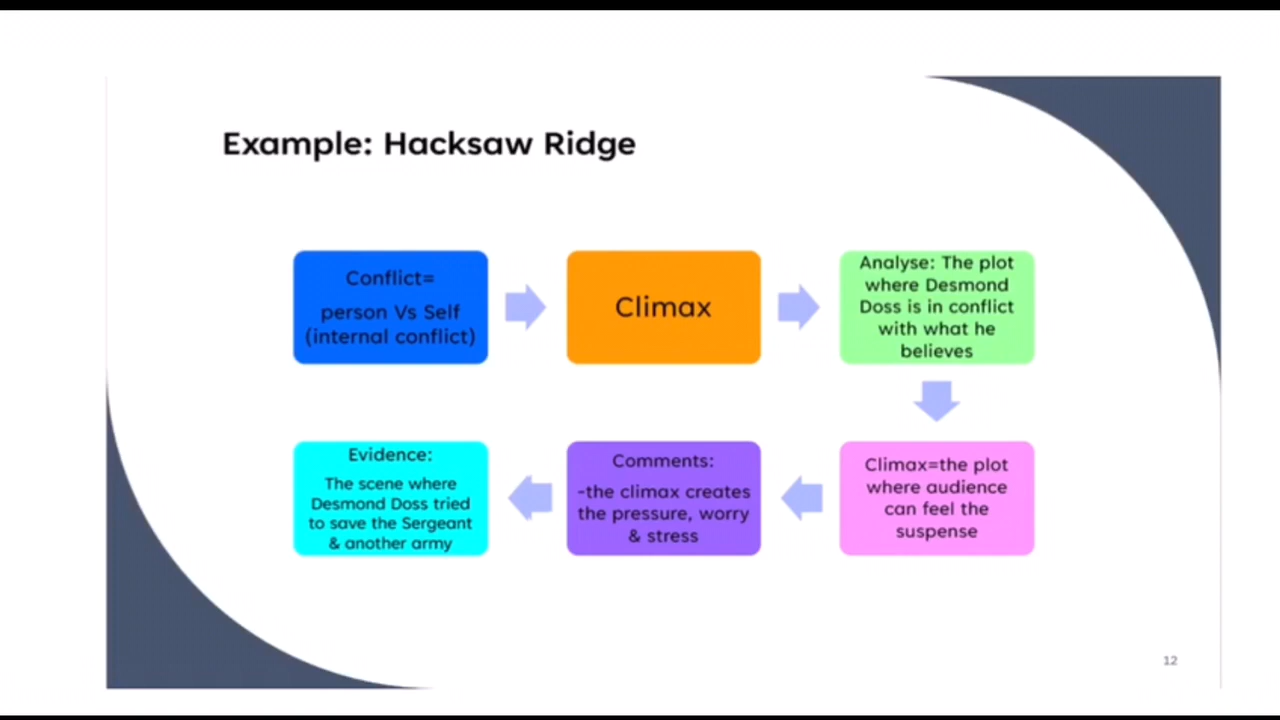 Example: Hacksaw Ridge
Conflict=
person Vs Self
(internal conflict)
Climax
Analyse: The plot
where Desmond
Doss is in conflict
with what he
believes
Climax=the plot
where audience
can feel the
suspense
Comments:
-the climax creates
the pressure, worry
& stress
Evidence:
The scene where
Desmond Doss tried
to save the Sergeant
& another army
12